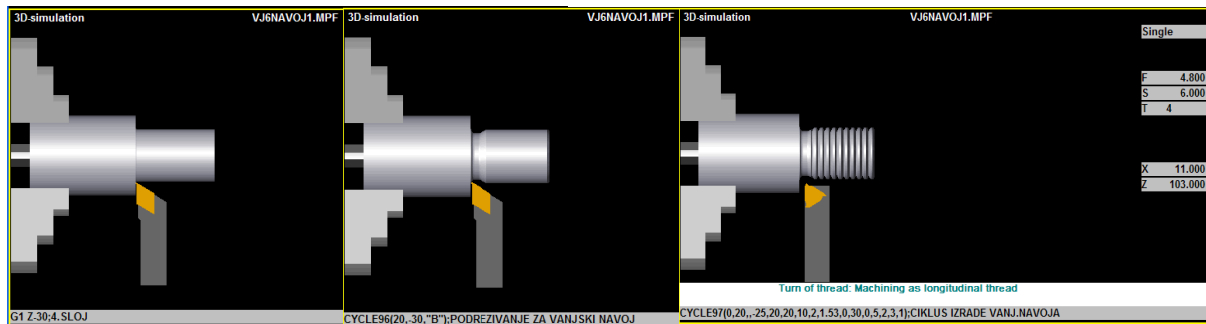 3D-simulation VJ6NAVOJ1.MPF
G1 Z-30;4.SLOJ
3D-simulation VJ6NAVOJ1.MPF
CYCLE96(20,-30,"B");PODREZIVANJE ZA VANJSKI NAVOJ
3D-simulation VJ6NAVOJ1.MPF
Single
F 4.800
S 6.000
T 4
X 11.000
Z 103.000
Turn of thread: Machining as longitudinal thread
CYCLE97(0,20,,-25,20,20,10,2,1.53,0,30,0,5,2,3,1);CIKLUS IZRADE VANJ.NAVOJA